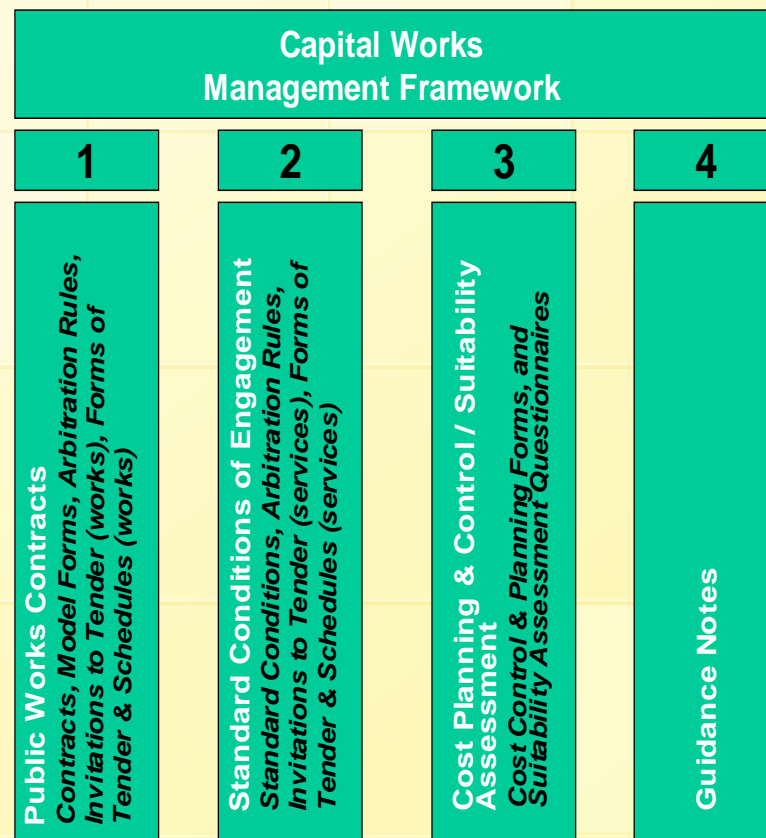 Capital Works
Management Framework
1
2
3
4
Public Works Contracts
Contracts, Model Forms, Arbitration Rules,
Invitations to Tender (works), Forms of
Tender & Schedules (works)
Standard Conditions of Engagement
Standard Conditions, Arbitration Rules,
Invitations to Tender (services), Forms of
Tender & Schedules (services)
Cost Planning & Control / Suitability
Assessment
Cost Control & Planning Forms, and
Suitability Assessment Questionnaires
Guidance Notes